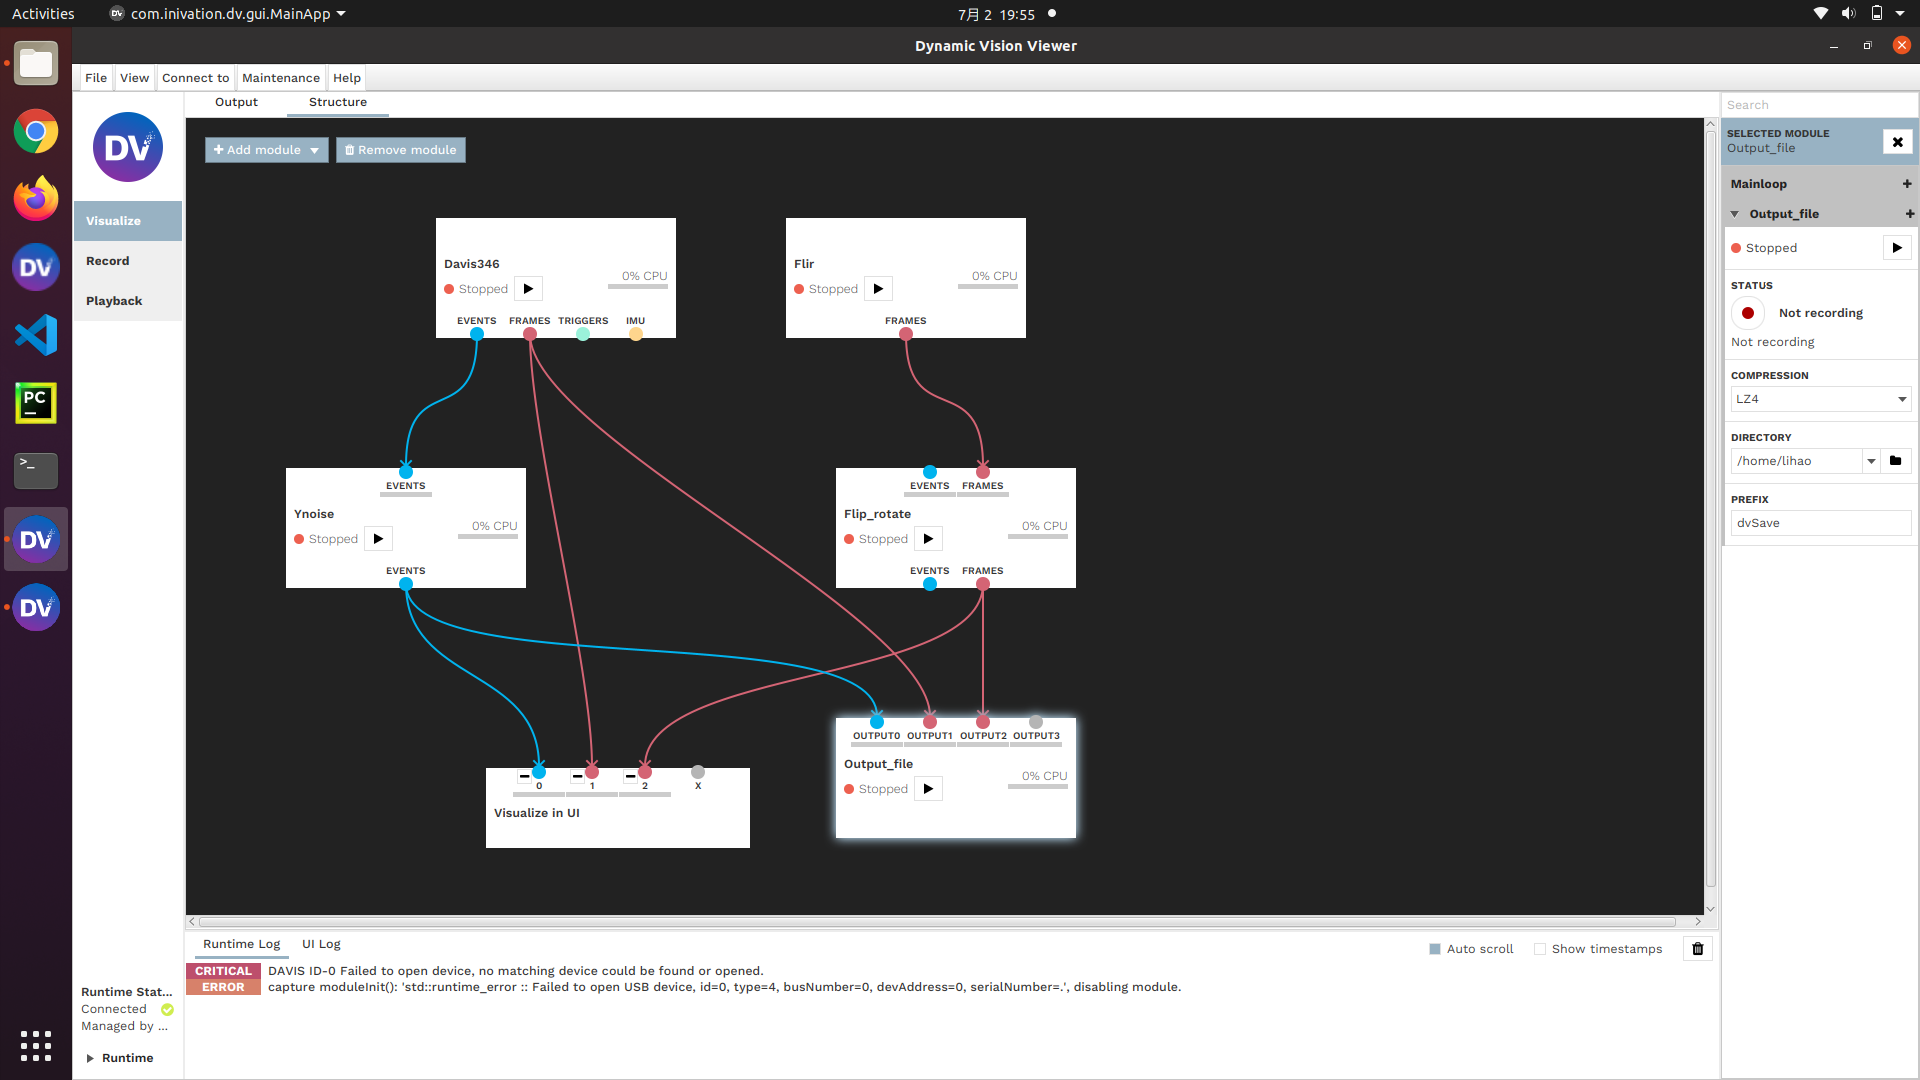 Activities
com.inivation.dv.gui.MainApp
7月 2 19:55
Dynamic Vision Viewer
File View Connect to Maintenance Help
DV
Visualize
Record
Playback
Output Structure
Add module Remove module
Davis346
Stopped
0% CPU
EVENTS FRAMES TRIGGERS IMU
Flir
Stopped
0% CPU
FRAMES
EVENTS
Ynoise
Stopped
0% CPU
EVENTS
EVENTS FRAMES
Flip_rotate
Stopped
0% CPU
EVENTS FRAMES
0 1 2 X
Visualize in UI
OUTPUT0 OUTPUT1 OUTPUT2 OUTPUT3
Output_file
Stopped
0% CPU
Search
SELECTED MODULE
Output_file
Mainloop
Output_file
Stopped
STATUS
Not recording
Not recording
COMPRESSION
LZ4
DIRECTORY
/home/lihao
PREFIX
dvSave
Runtime Log UI Log
Auto scroll Show timestamps
CRITICAL DAVIS ID-0 Failed to open device, no matching device could be found or opened.
ERROR capture moduleInit(): 'std::runtime_error :: Failed to open USB device, id=0, type=4, busNumber=0, devAddress=0, serialNumber=.', disabling module.
Runtime Stat...
Connected
Managed by ...
Runtime
DV
PC
>_
DV
DV